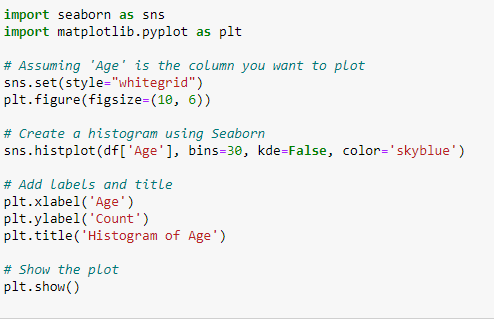 import seaborn as sns
import matplotlib.pyplot as plt
# Assuming 'Age' is the column you want to plot
sns.set(style="whitegrid")
plt.figure(figsize=(10, 6))
# Create a histogram using Seaborn
sns.histplot(df['Age'], bins=30, kde=False, color='skyblue')
# Add labels and title
plt.xlabel('Age')
plt.ylabel('Count')
plt.title('Histogram of Age')
# Show the plot
plt.show()